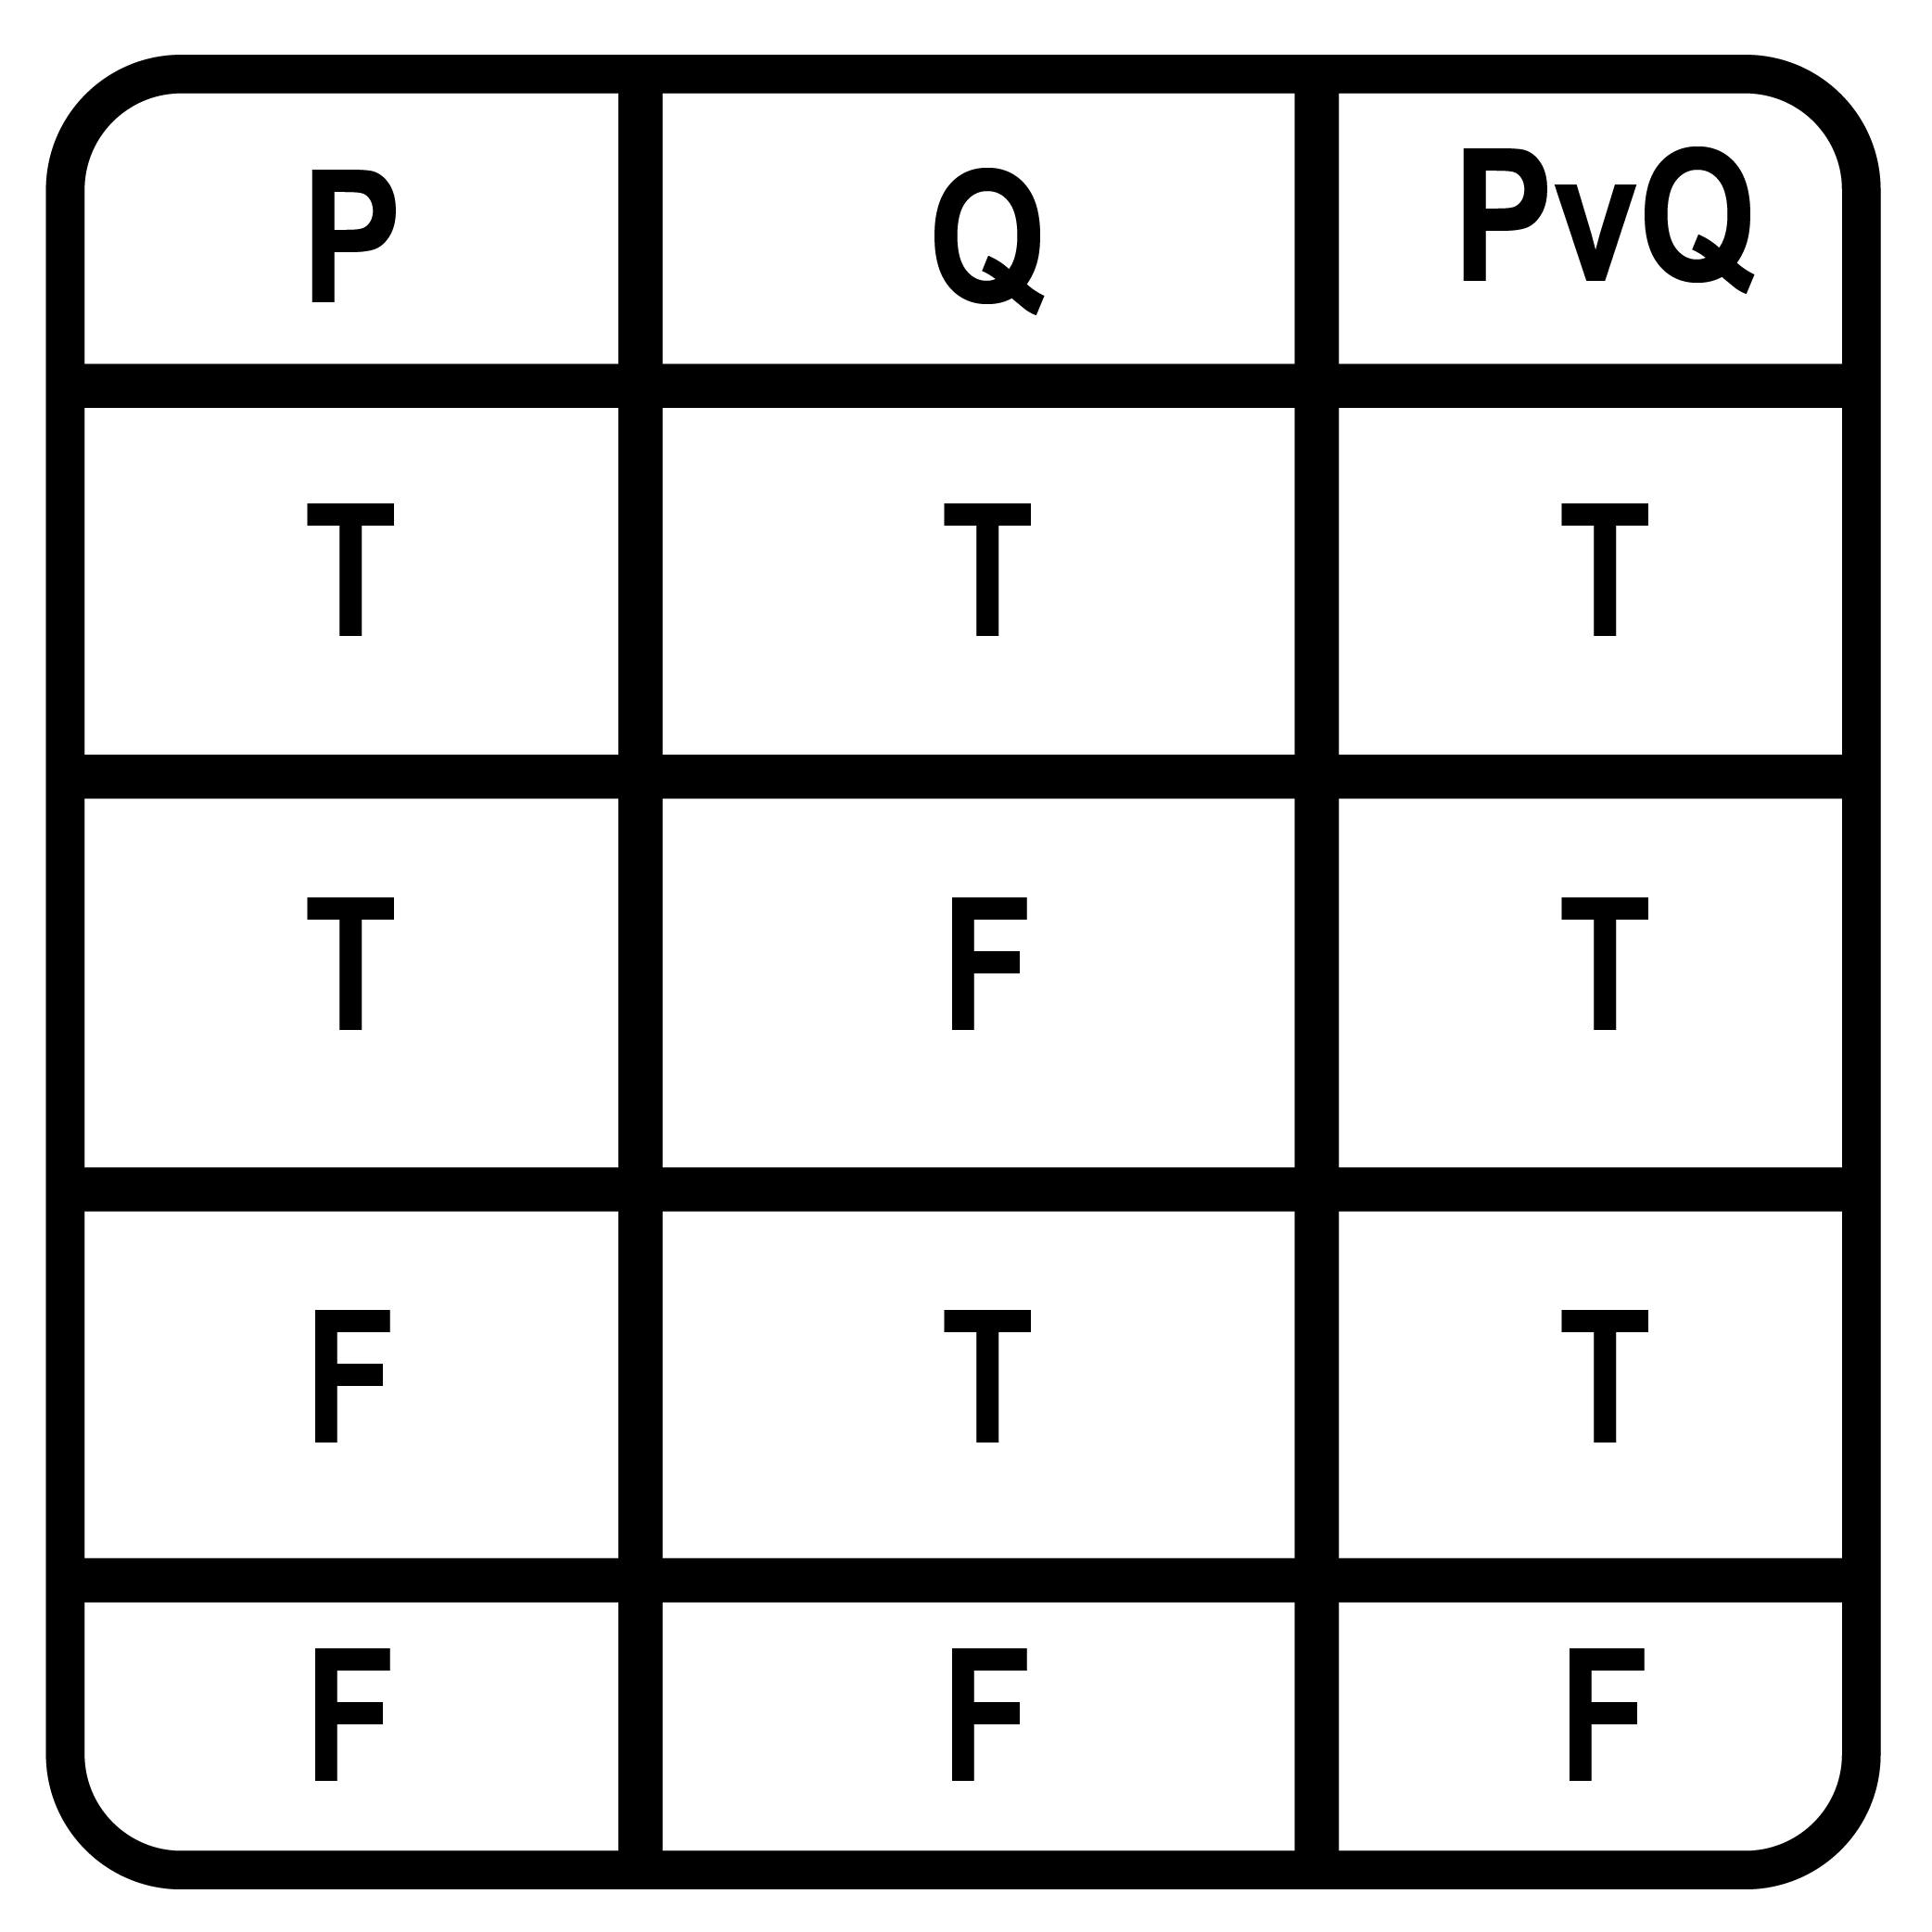 P Q PvQ
T T T
T F T
F T T
F F F